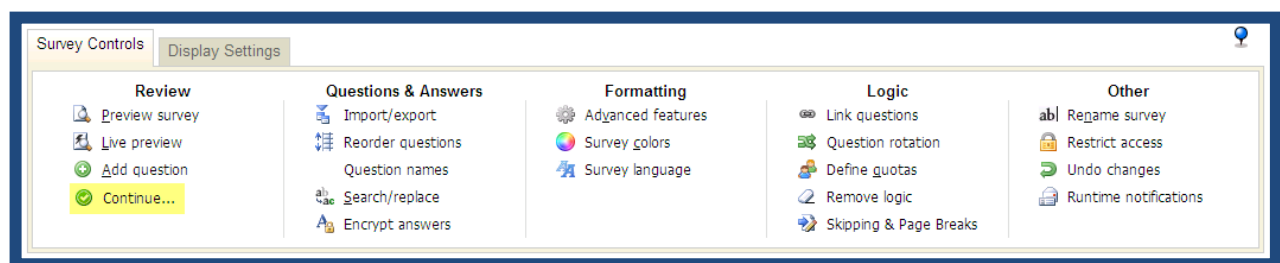 Survey Controls
Display Settings
Review
Preview survey
Live preview
Add question
Continue...
Questions & Answers
Import/export
Reorder questions
Question names
Search/replace
Encrypt answers
Formatting
Advanced features
Survey colors
Survey language
Logic
Link questions
Question rotation
Define quotas
Remove logic
Skipping & Page Breaks
Other
Rename survey
Restrict access
Undo changes
Runtime notifications